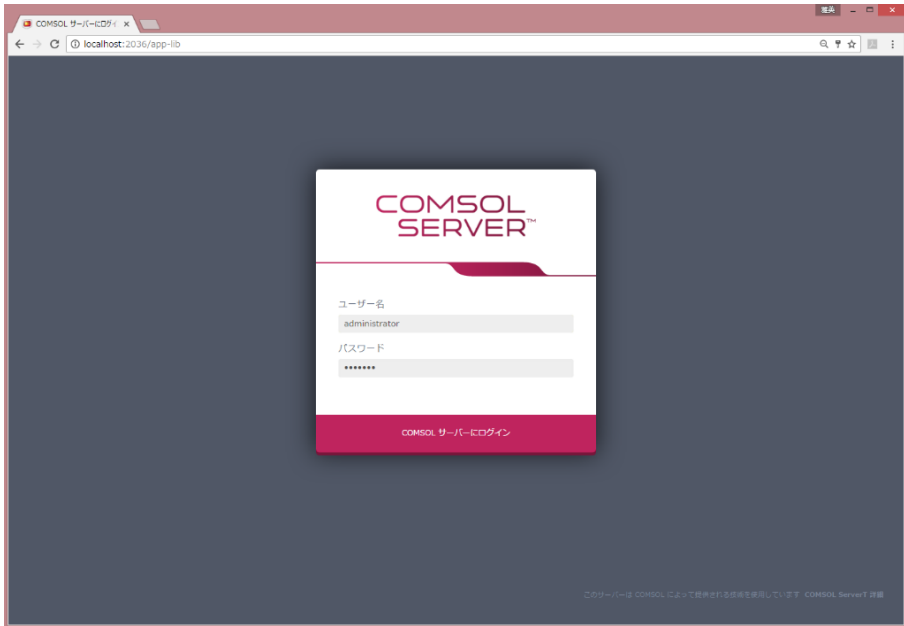 雅英
COMSOL サーバーにログイ
localhost:2036/app-lib
COMSOL
SERVER™
ユーザー名
administrator
パスワード
•••••••
COMSOL サーバーにログイン
このサーバーは COMSOL によって提供される技術を使用しています COMSOL Server? 詳細